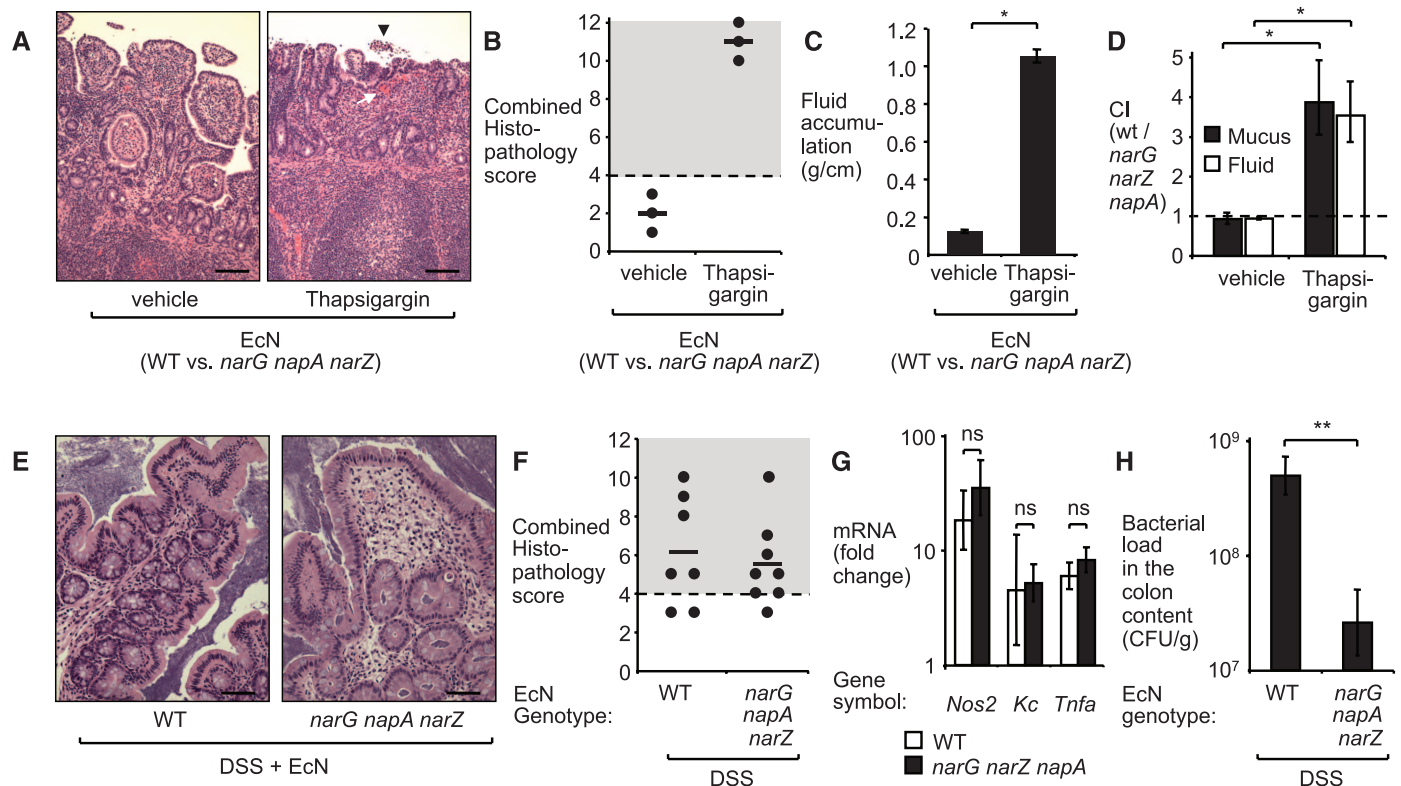 A
vehicle
Thapsigargin
EcN
(WT vs. narG napA narZ)
B
Combined
Histo-
pathology
score
12
10
8
6
4
2
0
vehicle
Thapsi-
gargin
EcN
(WT vs. narG napA narZ)
C
Fluid
accumu-
lation
(g/cm)
*
1.2
1.0
0.8
0.6
0.4
0.2
0
vehicle
Thapsi-
gargin
EcN
(WT vs. narG napA narZ)
D
CI
(wt /
narG
narZ
napA)
*
*
5
4
3
2
1
0
Mucus
Fluid
vehicle
Thapsi-
gargin
E
WT
narG napA narZ
DSS + EcN
F
Combined
Histo-
pathology
score
12
10
8
6
4
2
0
EcN
Genotype:
WT
narG
napA
narZ
DSS
G
mRNA
(fold
change)
100
10
1
ns
ns
ns
Gene
symbol:
Nos2 Kc Tnfa
WT
narG narZ napA
H
Bacterial
load
in the
colon
content
(CFU/g)
10⁹
10⁸
10⁷
**
EcN
genotype:
WT
narG
napA
narZ
DSS